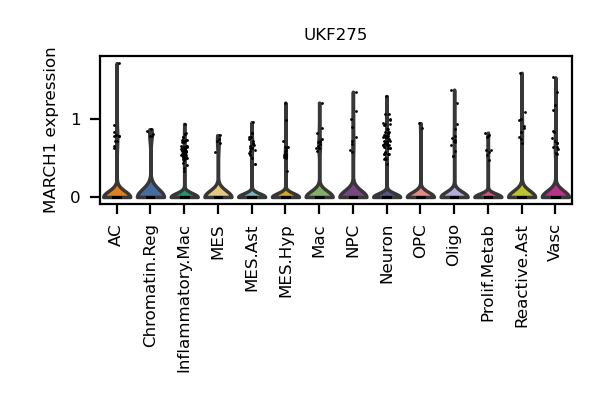 UKF275
MARCH1 expression
1
0
AC
Chromatin.Reg
Inflammatory.Mac
MES
MES.Ast
MES.Hyp
Mac
NPC
Neuron
OPC
Oligo
Prolif.Metab
Reactive.Ast
Vasc